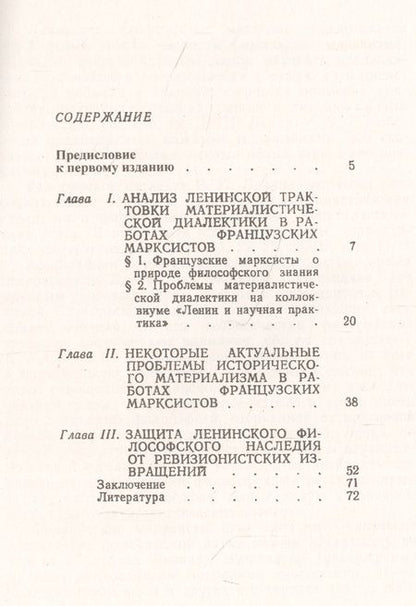 СОДЕРЖАНИЕ
Предисловие
к первому изданию . . . . . . . 5
Глава I. АНАЛИЗ ЛЕНИНСКОЙ ТРАК-
ТОВКИ МАТЕРИАЛИСТИЧЕ-
СКОЙ ДИАЛЕКТИКИ В РА-
БОТАХ ФРАНЦУЗСКИХ
МАРКСИСТОВ . . . . . 7
§ 1. Французские марксисты о
природе философского знания
§ 2. Проблемы материалистиче-
ской диалектики на коллок-
виуме «Ленин и научная прак-
тика» . . . . . . . 20
Глава II. НЕКОТОРЫЕ АКТУАЛЬНЫЕ
ПРОБЛЕМЫ ИСТОРИЧЕСКО-
ГО МАТЕРИАЛИЗМА В РА-
БОТАХ ФРАНЦУЗСКИХ
МАРКСИСТОВ . . . . . 38
Глава III. ЗАЩИТА ЛЕНИНСКОГО ФИ-
ЛОСОФСКОГО НАСЛЕДИЯ
ОТ РЕВИЗИОНИСТСКИХ ИЗ-
ВРАЩЕНИЙ . . . . . 52
Заключение . . . . . . . 71
Литература . . . . . . . 72